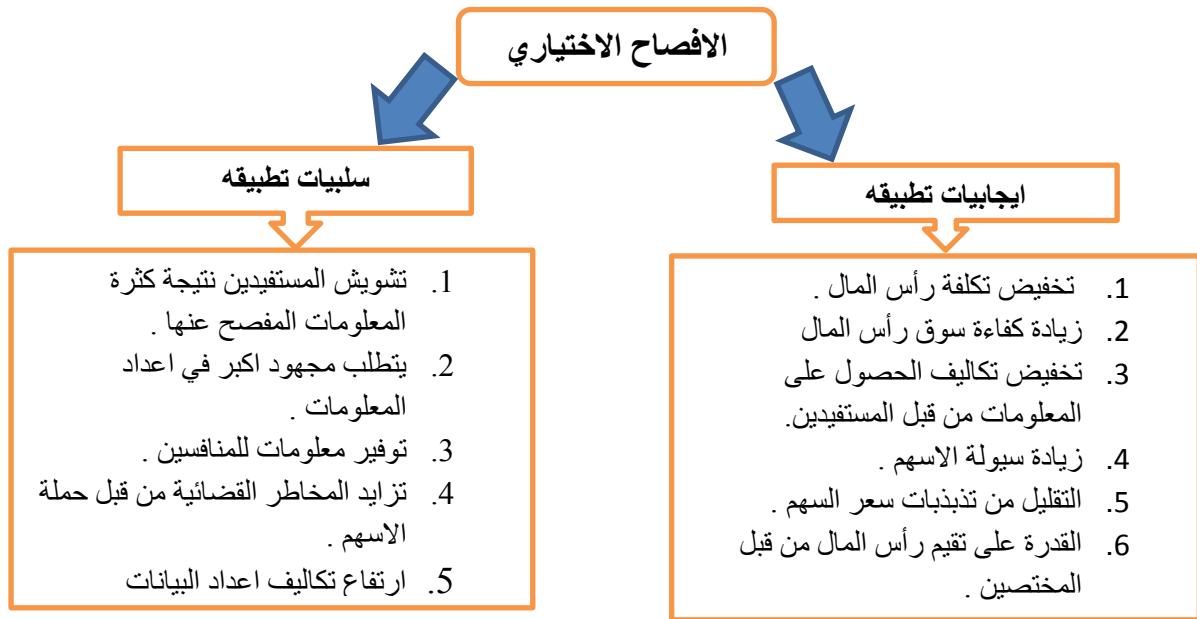 الافصاح الاختياري
ايجابيات تطبيقه
1. تخفيض تكلفة رأس المال .
2. زيادة كفاءة سوق رأس المال
3. تخفيض تكاليف الحصول على
المعلومات من قبل المستفيدين.
4. زيادة سيولة الاسهم .
5. التقليل من تذبذبات سعر السهم .
6. القدرة على تقيم رأس المال من قبل
المختصين .
سلبيات تطبيقه
1. تشويش المستفيدين نتيجة كثرة
المعلومات المفصح عنها .
2. يتطلب مجهود اكبر في اعداد
المعلومات .
3. توفير معلومات للمنافسين .
4. تزايد المخاطر القضائية من قبل حملة
الاسهم .
5. ارتفاع تكاليف اعداد البيانات